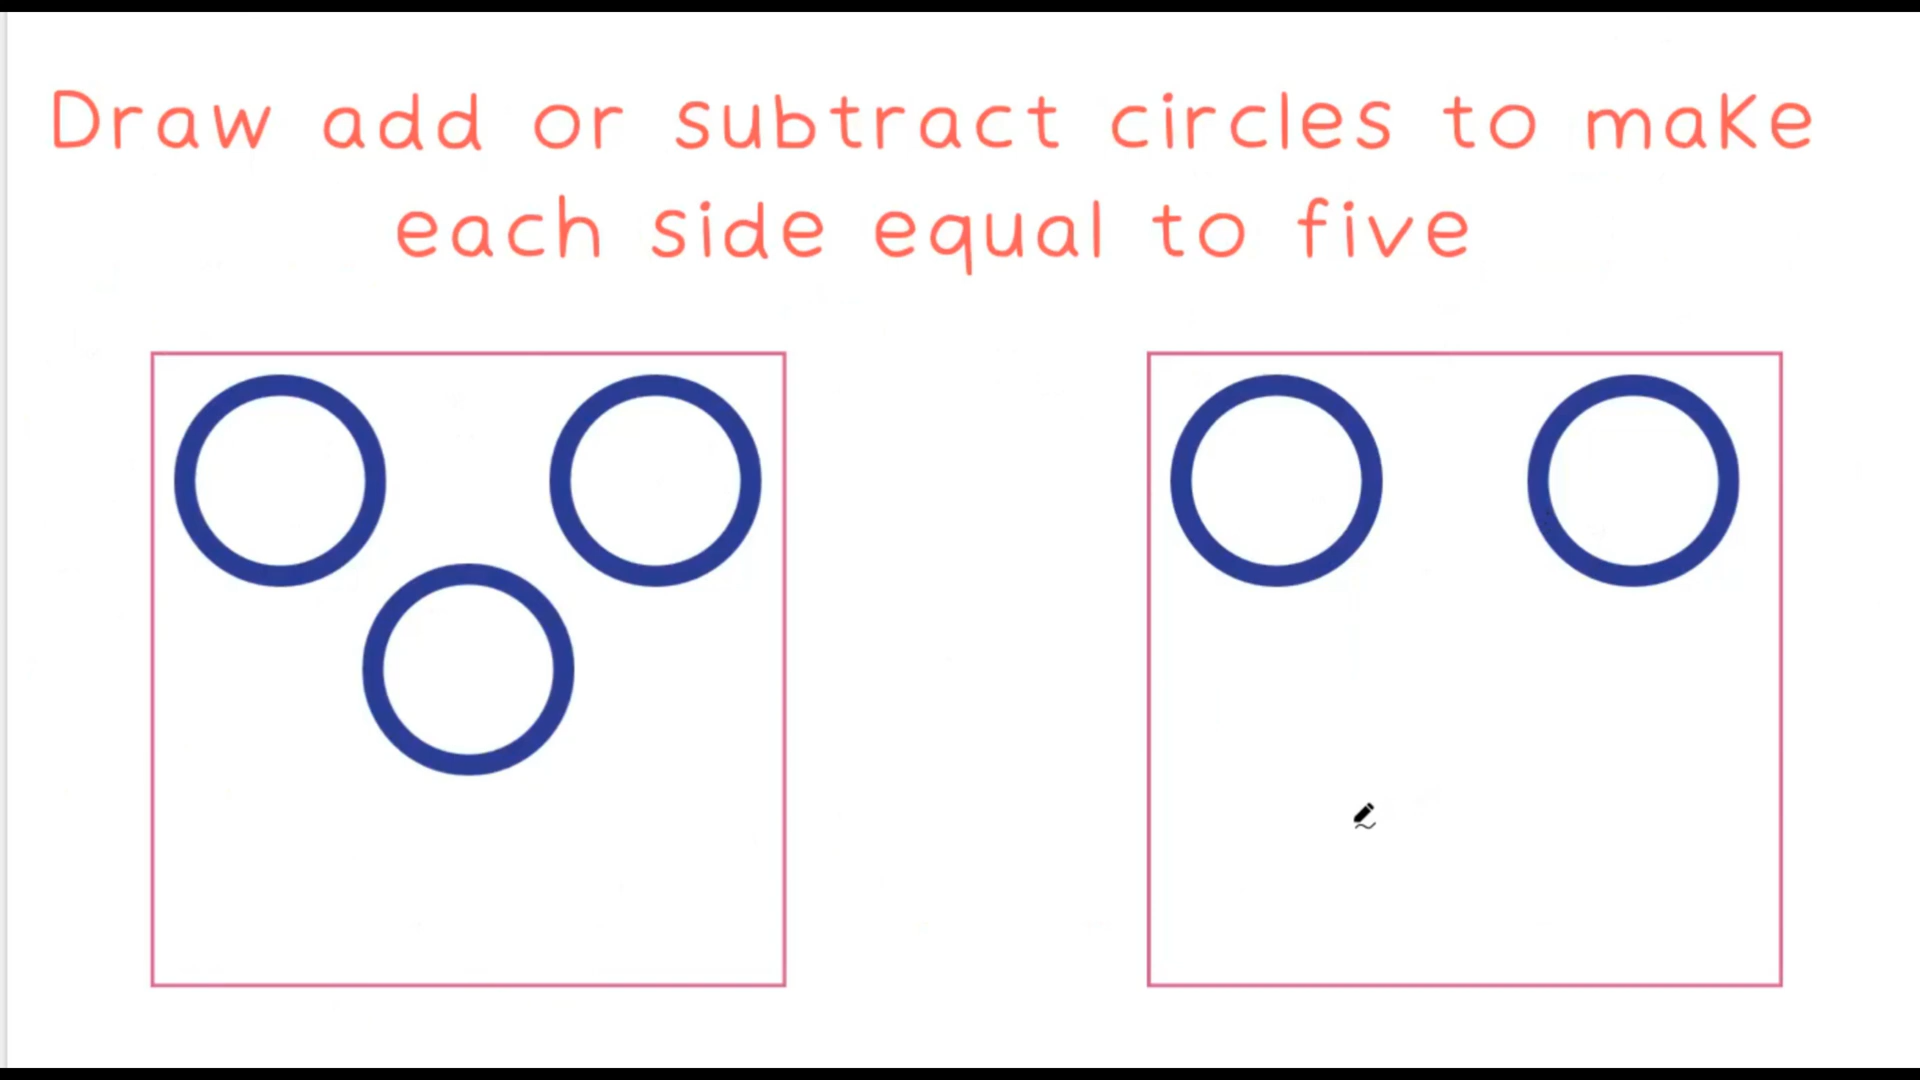 Draw add or subtract circles to make
each side equal to five